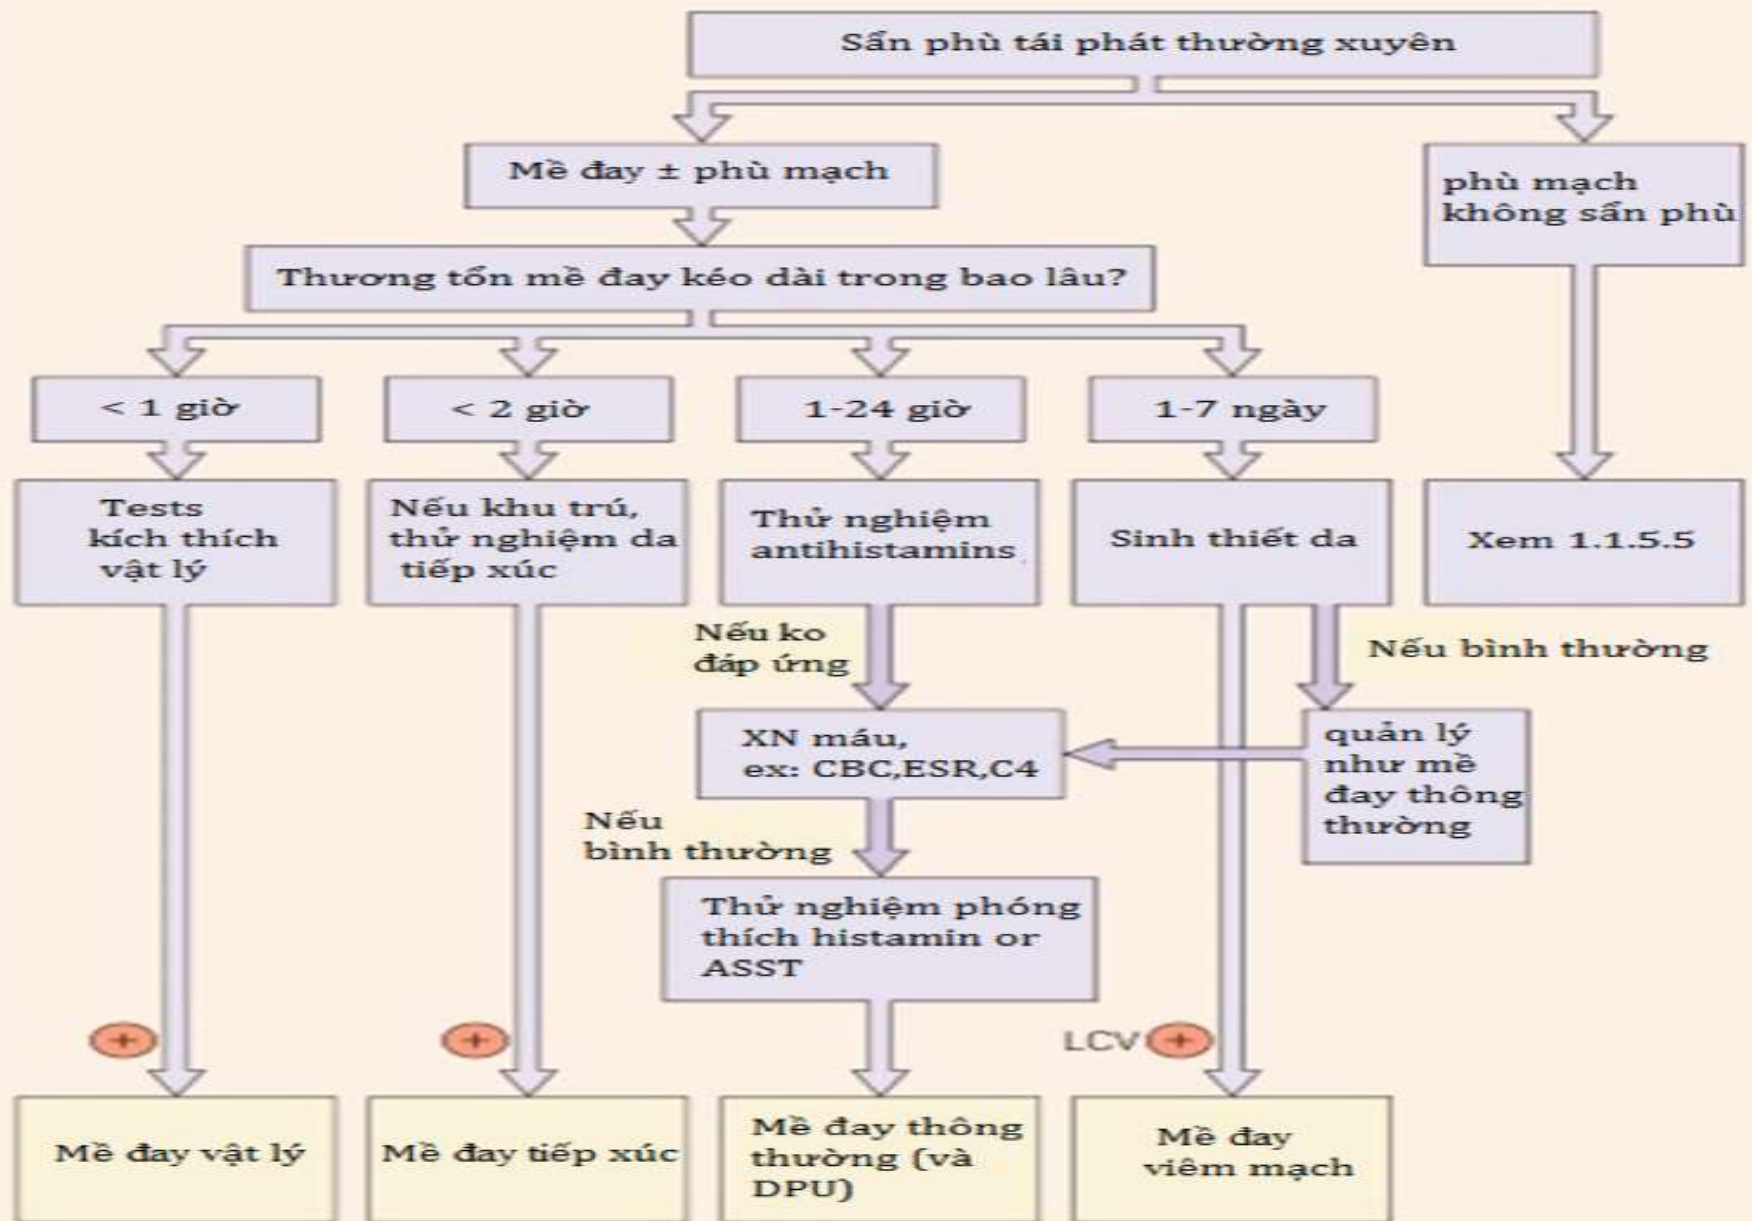 Sẩn phù tái phát thường xuyên
Mề đay ± phù mạch
phù mạch
không sẩn phù
Thương tổn mề đay kéo dài trong bao lâu?
< 1 giờ
< 2 giờ
1-24 giờ
1-7 ngày
Tests
kích thích
vật lý
Nếu khu trú,
thử nghiệm da
tiếp xúc
Thử nghiệm
antihistamins
Sinh thiết da
Xem 1.1.5.5
Nếu ko
đáp ứng
Nếu bình thường
XN máu,
ex: CBC,ESR,C4
quản lý
như mề
đay thông
thường
Nếu
bình thường
Thử nghiệm phóng
thích histamin or
ASST
+
+
LCV +
Mề đay vật lý
Mề đay tiếp xúc
Mề đay thông
thường (và
DPU)
Mề đay
viêm mạch